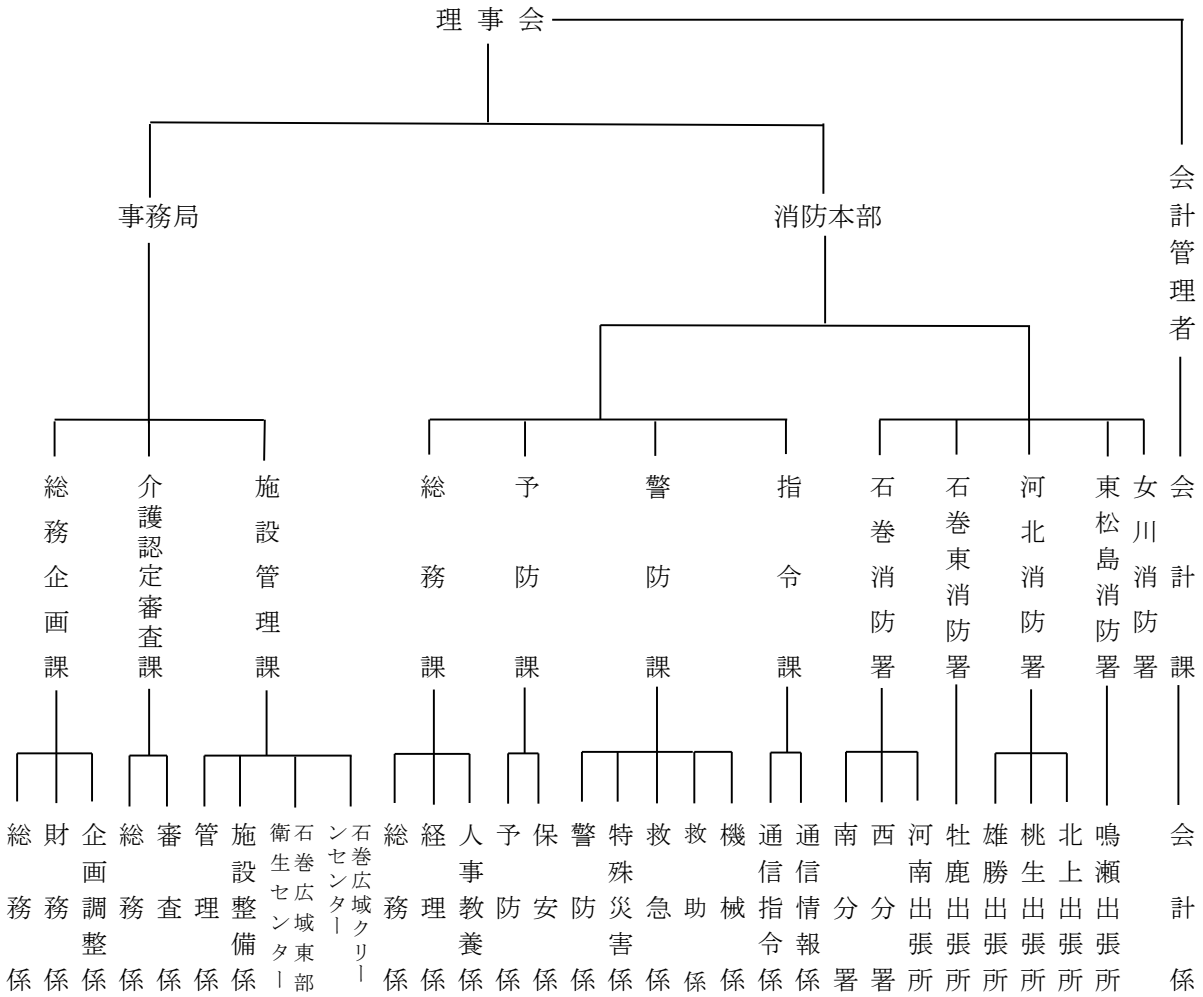 理事会
会計管理者
事務局
消防本部
総務企画課
介護認定審査課
施設管理課
総務課
予防課
警防課
指令課
石巻消防署
石巻東消防署
河北消防署
東松島消防署
女川消防署
会計課
総務係
財務係
企画調整係
総務係
審査係
管理係
施設整備係
石巻広域東部
衛生センター
石巻広域クリー
ンセンター
総務係
経理係
人事教養係
予防係
保安係
警防係
特殊災害係
救急係
救助係
機械係
通信指令係
通信情報係
南分署
西分署
河南出張所
牡鹿出張所
雄勝出張所
桃生出張所
北上出張所
鳴瀬出張所
会計係